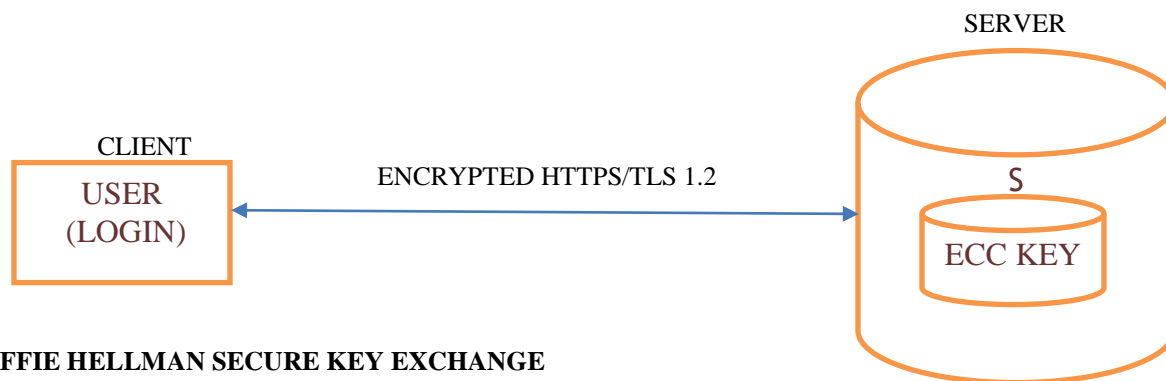 SERVER
CLIENT
USER
(LOGIN)
ENCRYPTED HTTPS/TLS 1.2
S
ECC KEY
FFIE HELLMAN SECURE KEY EXCHANGE